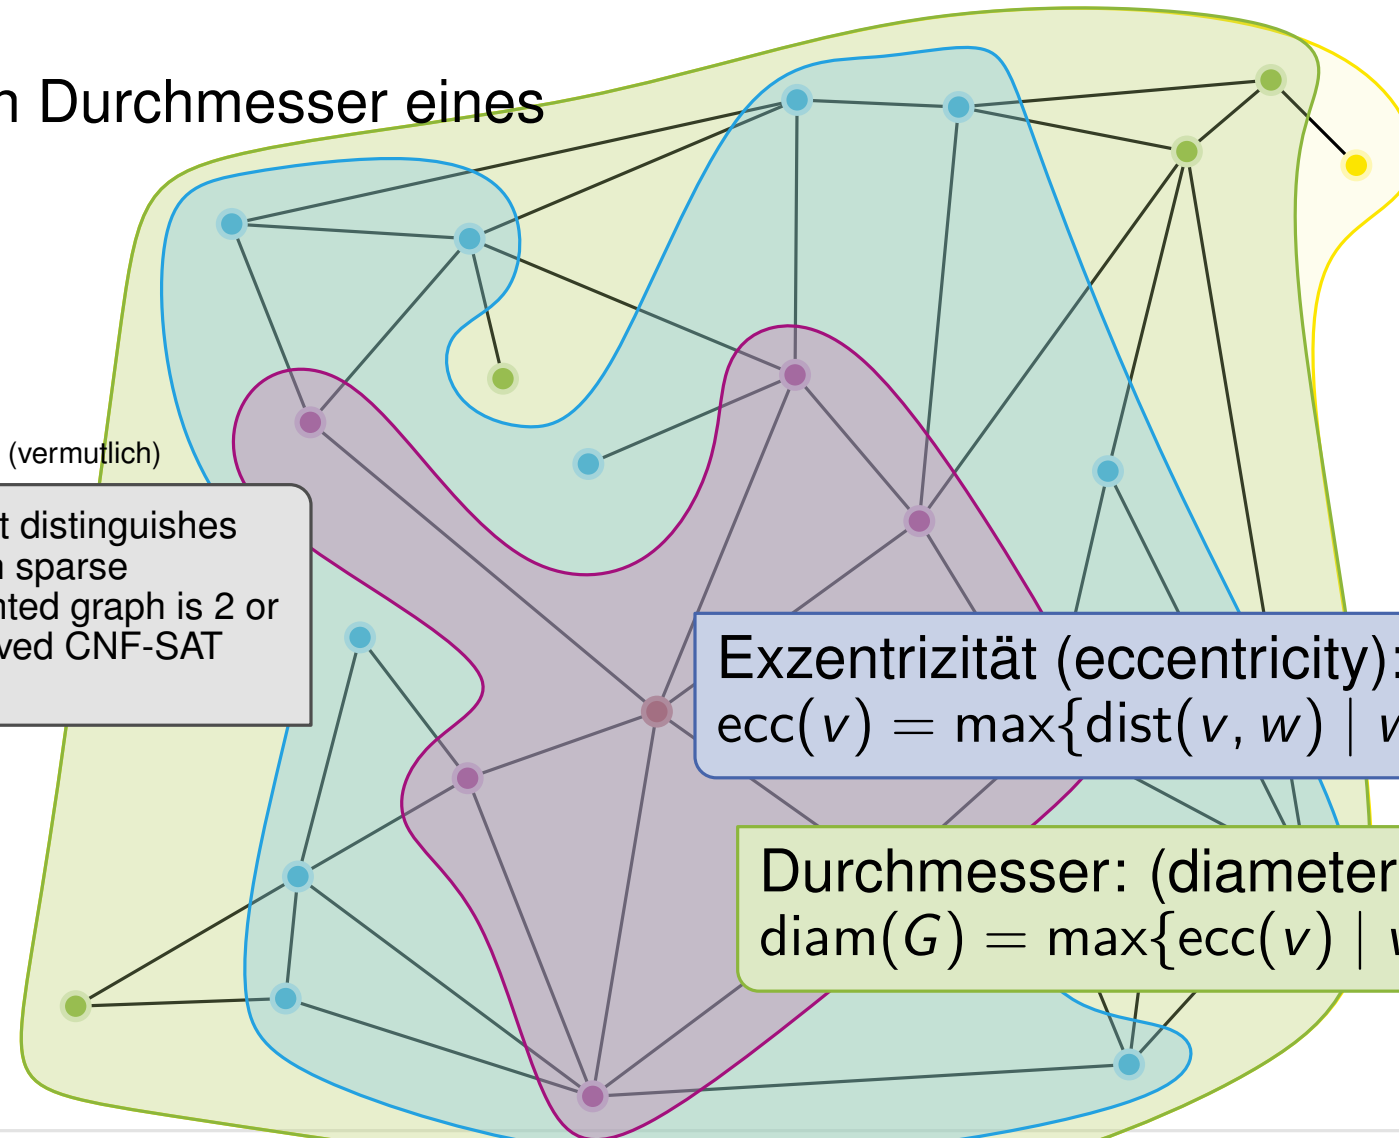 n Durchmesser eines
(vermutlich)
t distinguishes
n sparse
nted graph is 2 or
ved CNF-SAT
Exzentrizität (eccentricity):
ecc(v) = max{dist(v, w) | w
Durchmesser: (diameter
diam(G) = max{ecc(v) | v